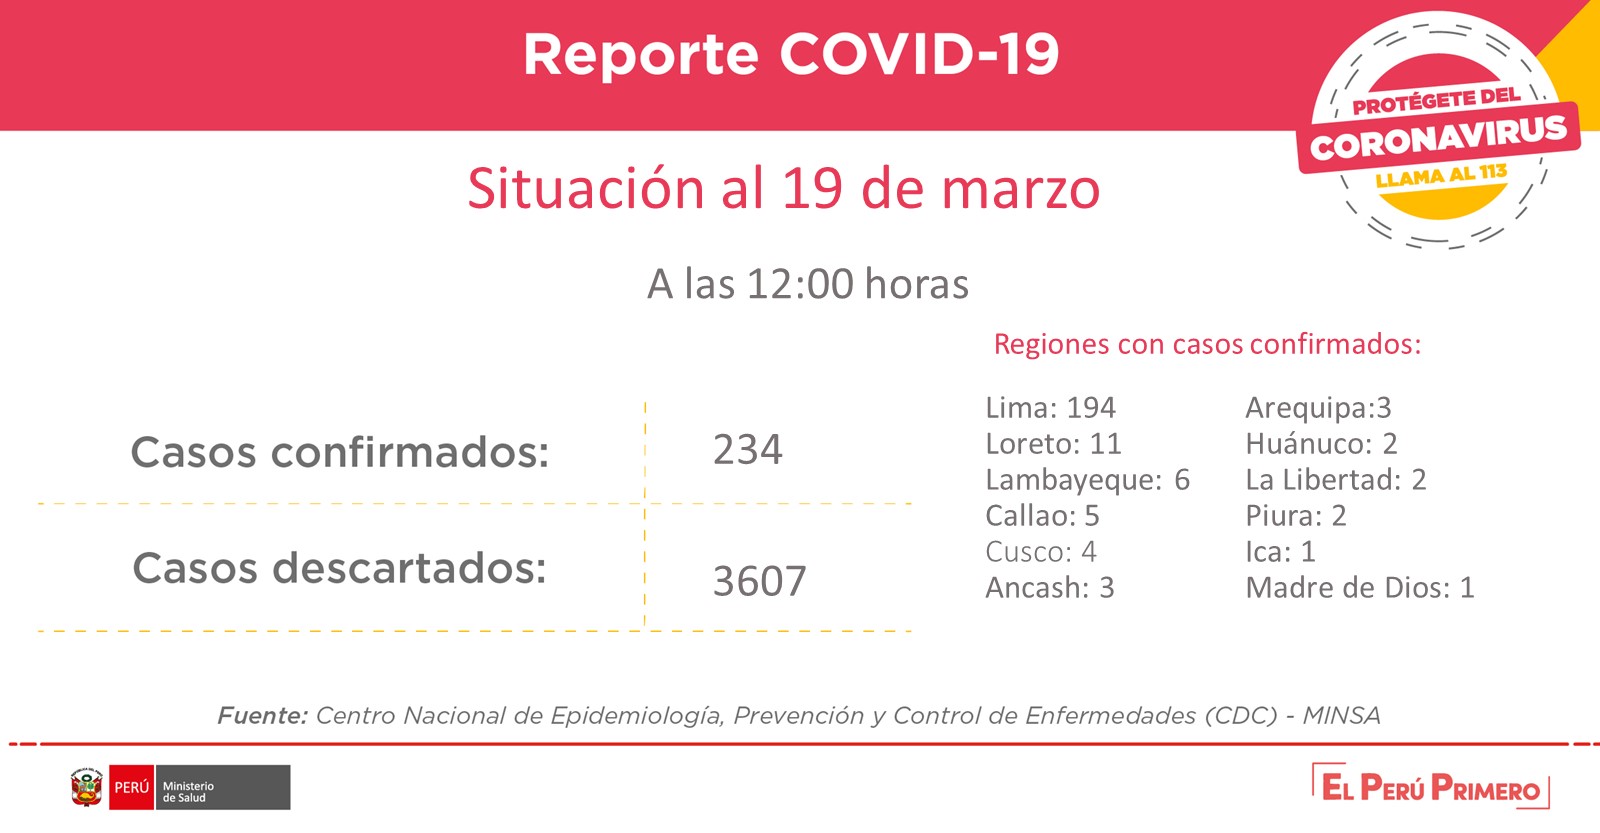 Reporte COVID-19
PROTÉGETE DEL
CORONAVIRUS
LLAMA AL 113
Situación al 19 de marzo
A las 12:00 horas
Casos confirmados:
234
Casos descartados:
3607
Regiones con casos confirmados:
Lima: 194
Loreto: 11
Lambayeque: 6
Callao: 5
Cusco: 4
Ancash: 3
Arequipa:3
Huánuco: 2
La Libertad: 2
Piura: 2
Ica: 1
Madre de Dios: 1
Fuente: Centro Nacional de Epidemiología, Prevención y Control de Enfermedades (CDC) - MINSA
PERÚ
Ministerio
de Salud
EL PERÚ PRIMERO